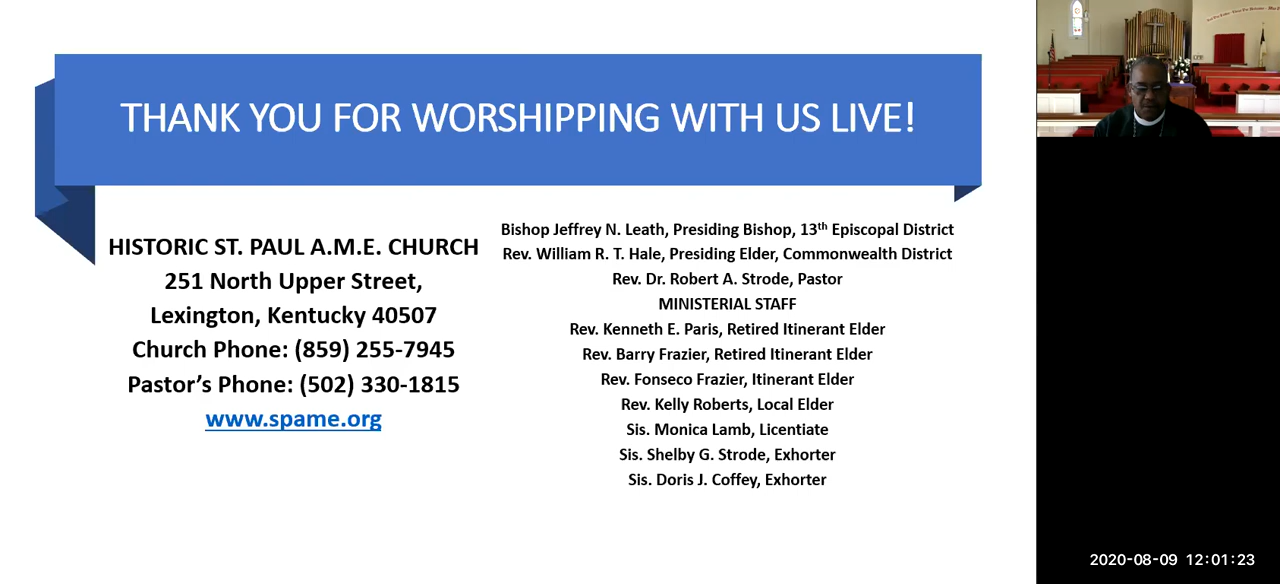 THANK YOU FOR WORSHIPPING WITH US LIVE!
HISTORIC ST. PAUL A.M.E. CHURCH
251 North Upper Street,
Lexington, Kentucky 40507
Church Phone: (859) 255-7945
Pastor's Phone: (502) 330-1815
www.spame.org
Bishop Jeffrey N. Leath, Presiding Bishop, 13th Episcopal District
Rev. William R. T. Hale, Presiding Elder, Commonwealth District
Rev. Dr. Robert A. Strode, Pastor
MINISTERIAL STAFF
Rev. Kenneth E. Paris, Retired Itinerant Elder
Rev. Barry Frazier, Retired Itinerant Elder
Rev. Fonseco Frazier, Itinerant Elder
Rev. Kelly Roberts, Local Elder
Sis. Monica Lamb, Licentiate
Sis. Shelby G. Strode, Exhorter
Sis. Doris J. Coffey, Exhorter
2020-08-09 12:01:23